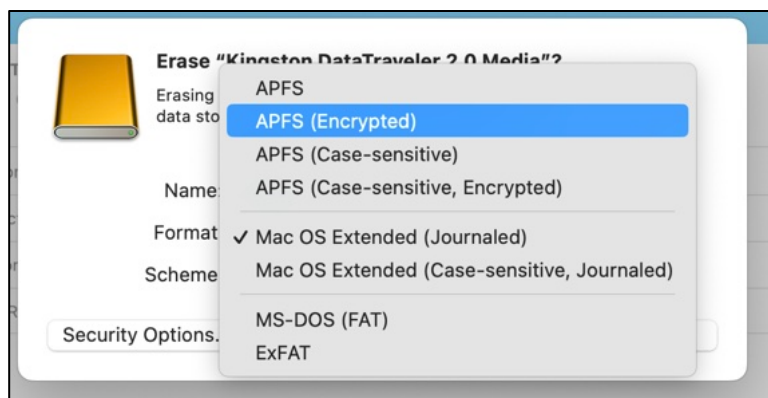 Erase “Kingston DataTraveler 2.0 Media”?
Erasing
data sto
APFS
APFS (Encrypted)
APFS (Case-sensitive)
APFS (Case-sensitive, Encrypted)
Name:
Format
✓ Mac OS Extended (Journaled)
Scheme
Mac OS Extended (Case-sensitive, Journaled)
MS-DOS (FAT)
ExFAT
Security Options.